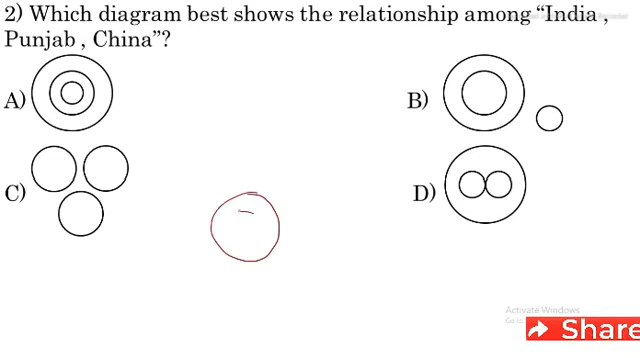 2) Which diagram best shows the relationship among “India ,
Punjab , China”?
A)
B)
C)
D)
Activate Windows
Share